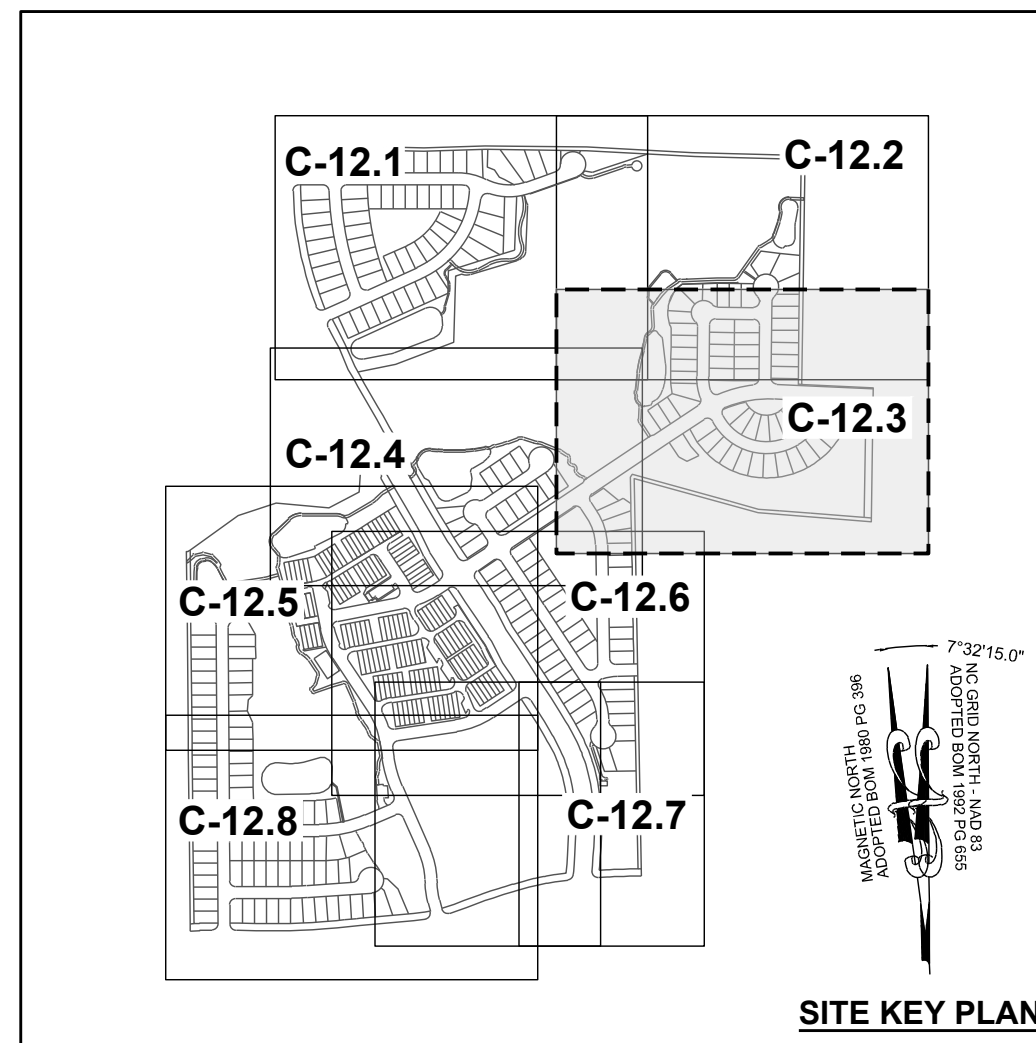 C-12.1
C-12.2
C-12.3
C-12.4
C-12.5
C-12.6
7°32'15.0"
MAGNETIC NORTH
ADOPTED BOM 1980 PG 396
NC GRID NORTH - NAD 83
ADOPTED BOM 1992 PG 655
C-12.8
C-12.7
SITE KEY PLAN